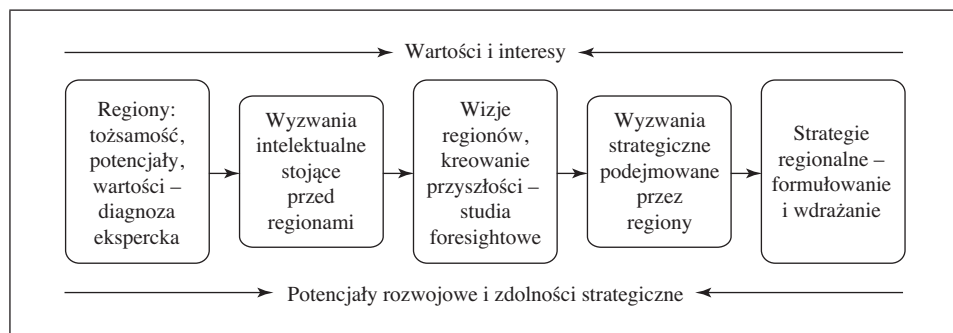 Wartości i interesy
Regiony:
tożsamość,
potencjały,
wartości –
diagnoza
ekspercka
Wyzwania
intelektualne
stojące
przed
regionami
Wizje
regionów,
kreowanie
przyszłości –
studia
foresightowe
Wyzwania
strategiczne
podejmowane
przez
regiony
Strategie
regionalne –
formułowanie
i wdrażanie
Potencjały rozwojowe i zdolności strategiczne